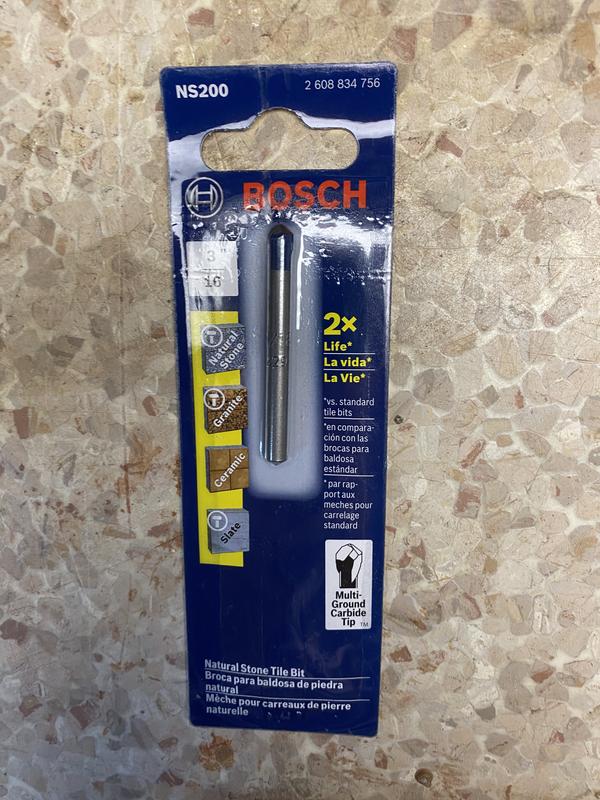 NS200
2 608 834 756
BOSCH
3"
16
Natural
Stone
Granite
Ceramic
Slate
2×
Life*
La vida*
La Vie*
*vs. standard
tile bits
*en compara-
ción con las
brocas para
baldosa
estándar
* par rap-
port aux
meches pour
carrelage
standard
Multi-
Ground
Carbide
Tip TM
Natural Stone Tile Bit
Broca para baldosa de piedra
natural
Mèche pour carreaux de pierre
naturelle